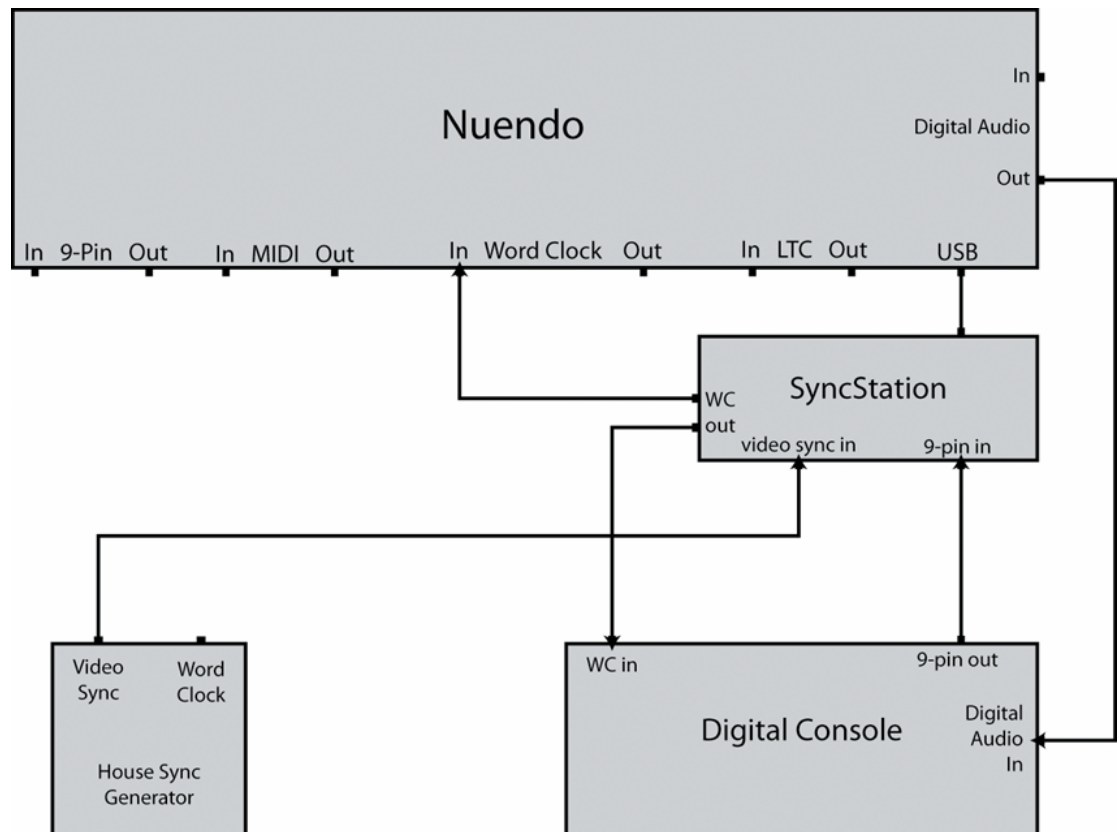 In
Nuendo
Digital Audio
Out
In 9-Pin Out In MIDI Out In Word Clock Out In LTC Out USB
SyncStation
WC
out
video sync in 9-pin in
Video
Sync
Word
Clock
House Sync
Generator
WC in 9-pin out
Digital Console
Digital
Audio
In